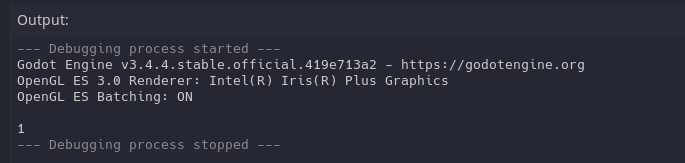 Output:
--- Debugging process started ---
Godot Engine v3.4.4.stable.official.419e713a2 - https://godotengine.org
OpenGL ES 3.0 Renderer: Intel(R) Iris(R) Plus Graphics
OpenGL ES Batching: ON
1
--- Debugging process stopped ---